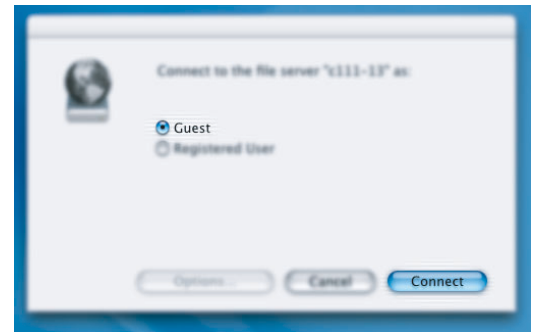 Connect to the file server "c111-13" as:
Guest
Registered User
Options...
Cancel
Connect